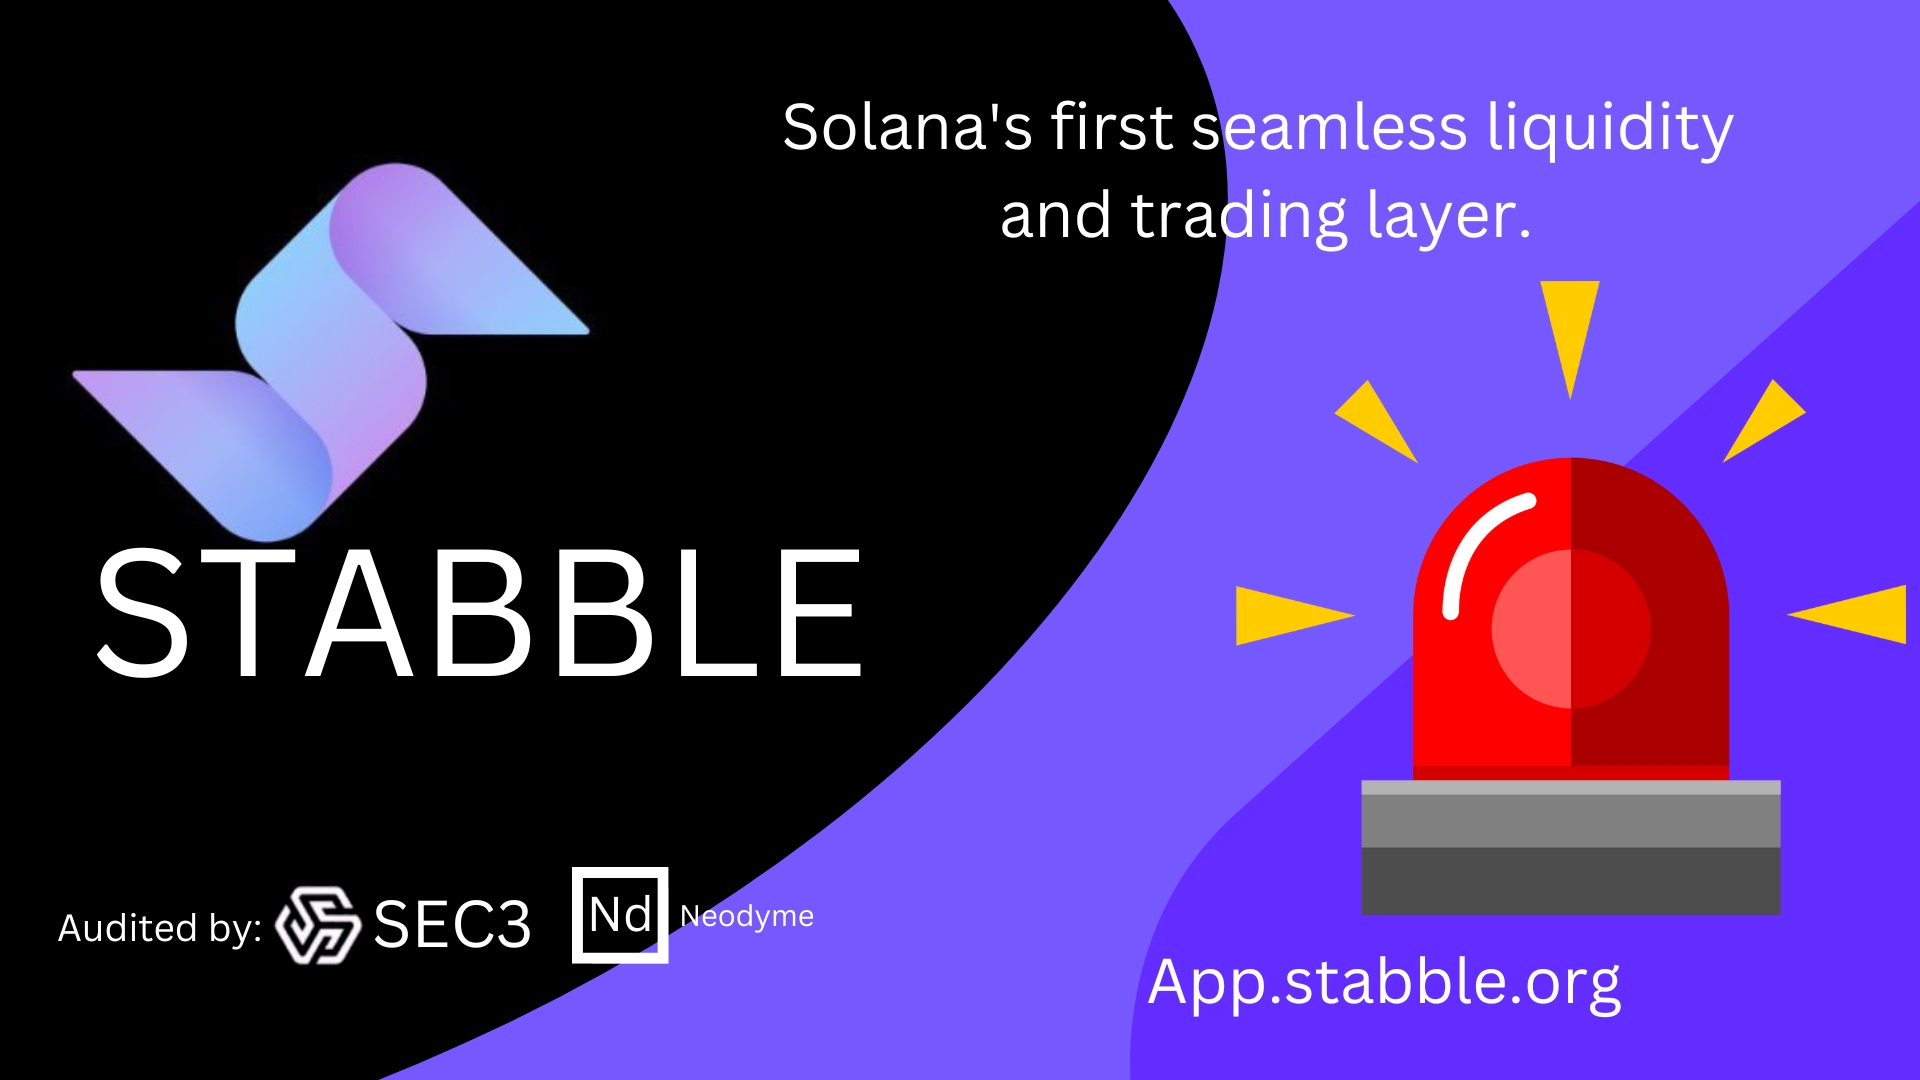 Solana's first seamless liquidity
and trading layer.
STABBLE
Audited by: SEC3 Nd Neodyme
App.stabble.org